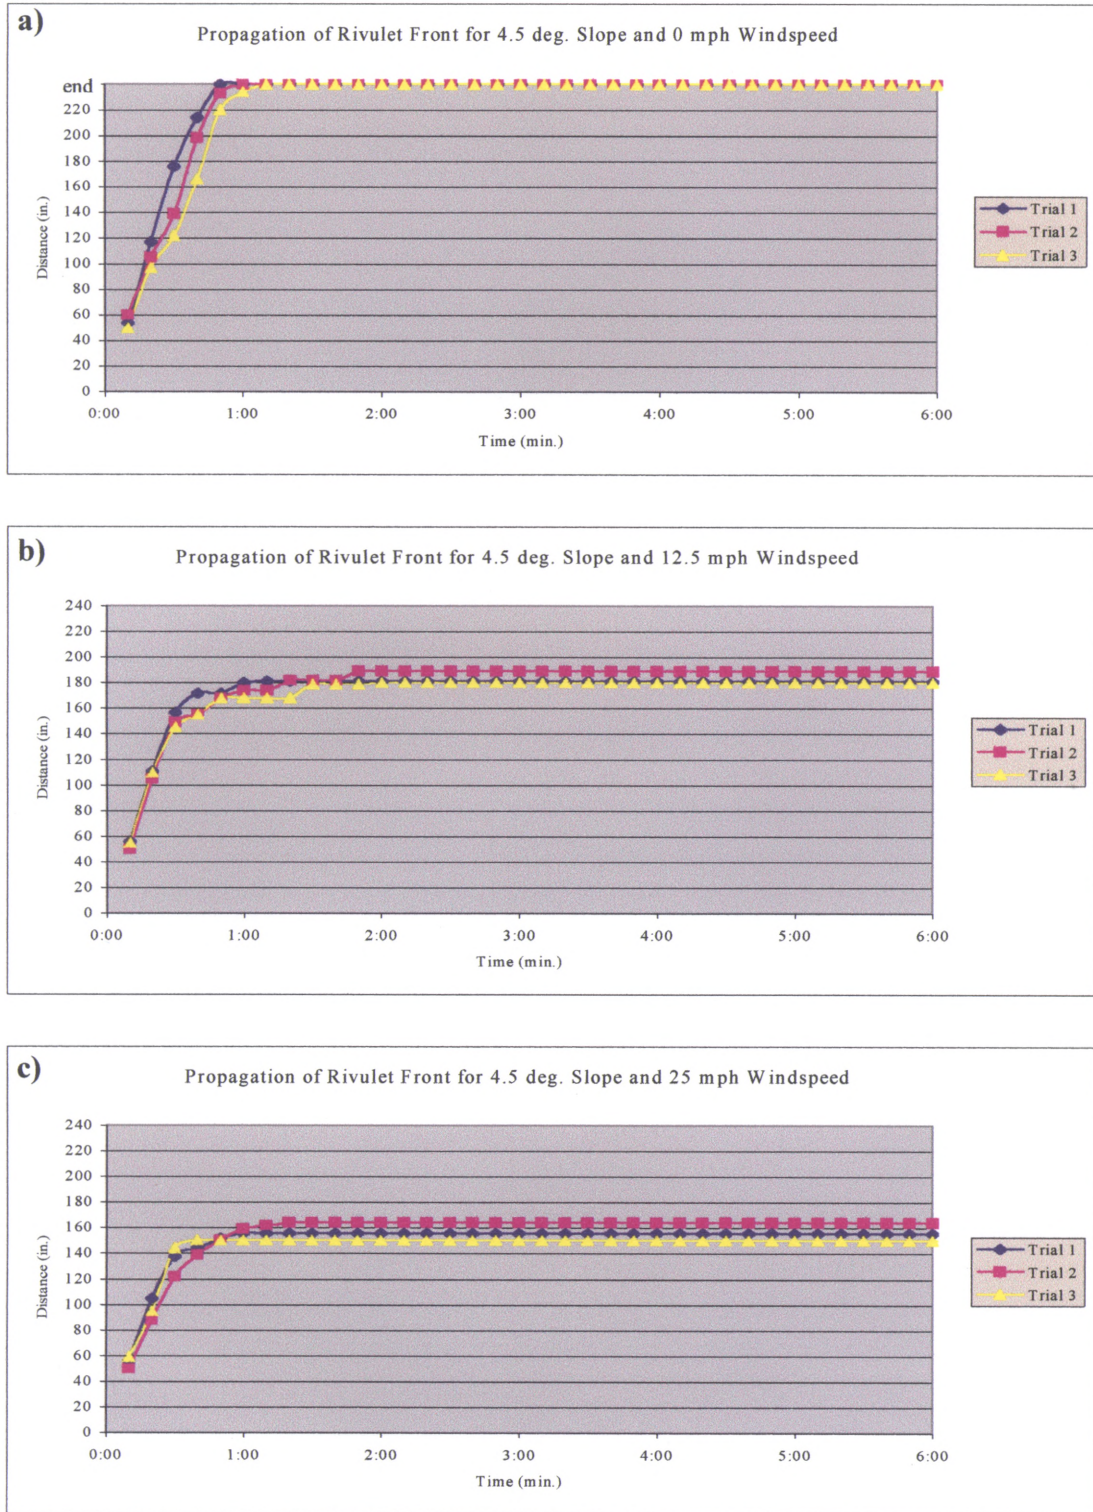 a)
Propagation of Rivulet Front for 4.5 deg. Slope and 0 mph Windspeed
end
220
200
180
160
140
120
100
80
60
40
20
0
Distance (in.)
0:00 1:00 2:00 3:00 4:00 5:00 6:00
Time (min.)
Trial 1
Trial 2
Trial 3
b)
Propagation of Rivulet Front for 4.5 deg. Slope and 12.5 mph Windspeed
240
220
200
180
160
140
120
100
80
60
40
20
0
Distance (in.)
0:00 1:00 2:00 3:00 4:00 5:00 6:00
Time (min.)
Trial 1
Trial 2
Trial 3
c)
Propagation of Rivulet Front for 4.5 deg. Slope and 25 mph Windspeed
240
220
200
180
160
140
120
100
80
60
40
20
0
Distance (in.)
0:00 1:00 2:00 3:00 4:00 5:00 6:00
Time (min.)
Trial 1
Trial 2
Trial 3